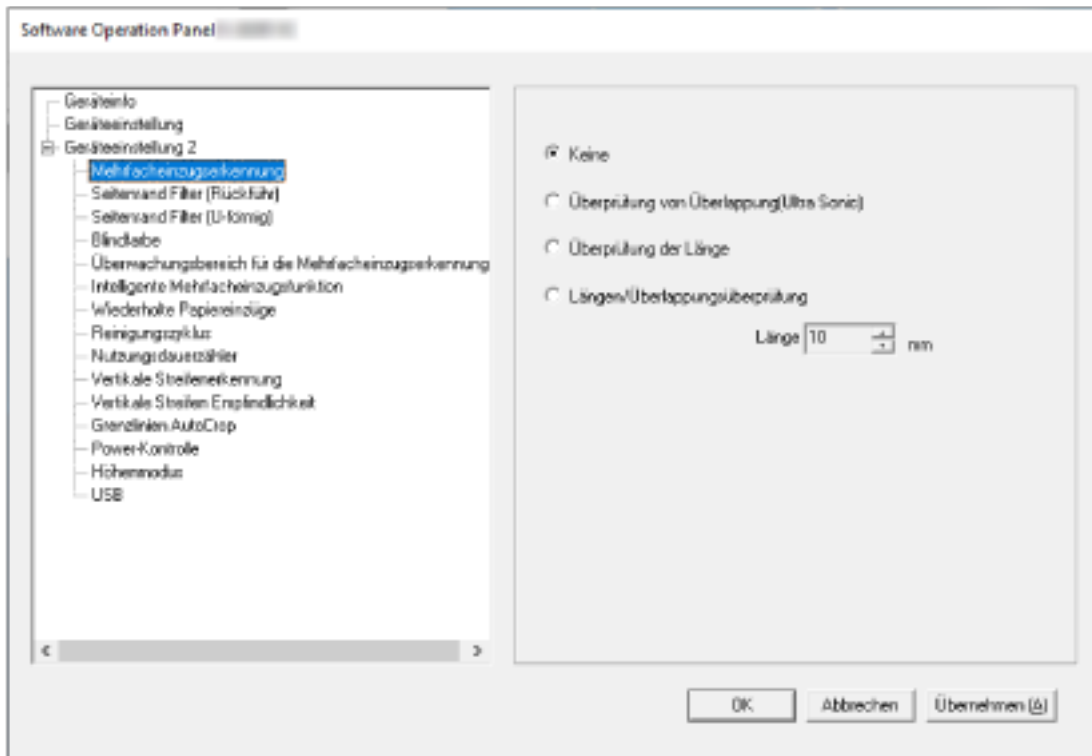 Software Operation Panel
Geräteinfo
Geräteeinstellung
Geräteeinstellung 2
Mehrfacheinzugserkennung
Seitenrand Filter (Rückführ)
Seitenrand Filter (U-förmig)
Blindfarbe
Überwachungsbereich für die Mehrfacheinzugserkennung
Intelligente Mehrfacheinzugsfunktion
Wiederholte Papiereinzüge
Reinigungszyklus
Nutzungsdauerzähler
Vertikale Streifenerkennung
Vertikale Streifen Empfindlichkeit
Grenzlinien AutoCrop
Power-Kontrolle
Höhenmodus
USB
Keine
Überprüfung von Überlappung(Ultra Sonic)
Überprüfung der Länge
Längen/Überlappungsüberprüfung
Länge 10 mm
OK Abbrechen Übernehmen (A)